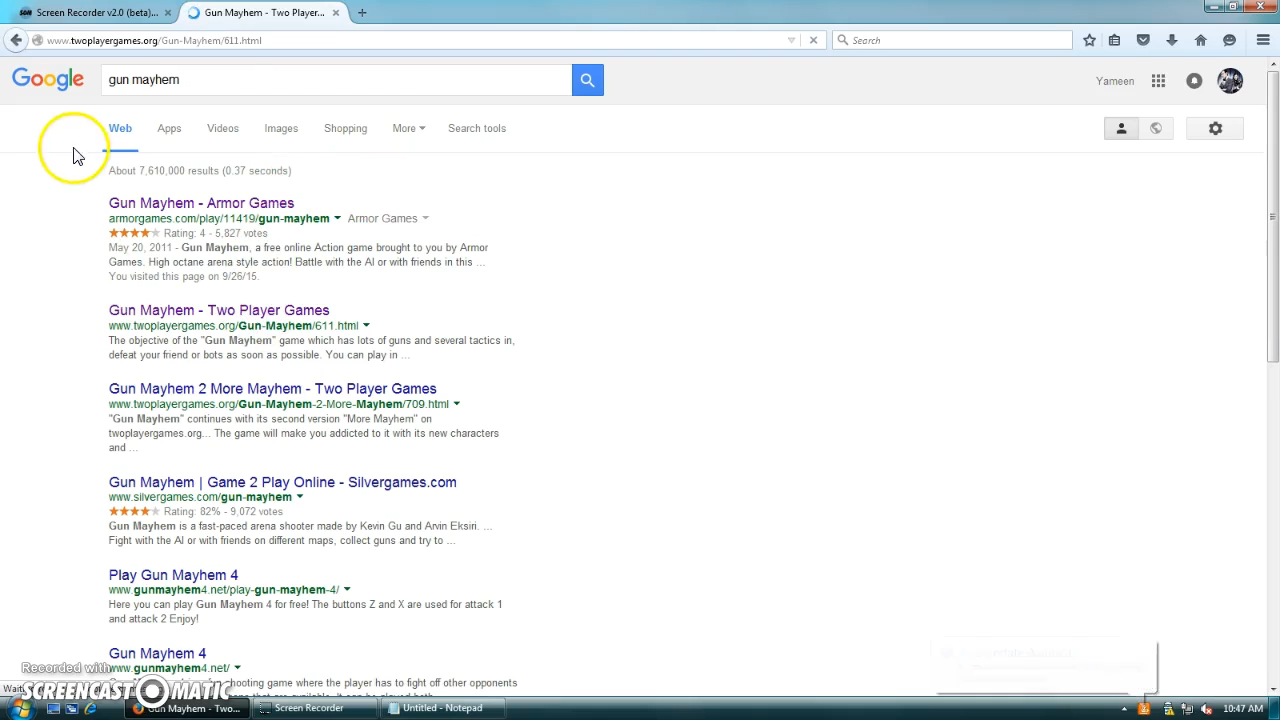 Screen Recorder v2.0 (beta)...
Gun Mayhem - Two Player...
www.twoplayergames.org/Gun-Mayhem/611.html
Search
Google
gun mayhem
Yameen
Web Apps Videos Images Shopping More Search tools
About 7,610,000 results (0.37 seconds)
Gun Mayhem - Armor Games
armorgames.com/play/11419/gun-mayhem Armor Games
Rating: 4 - 5,827 votes
May 20, 2011 - Gun Mayhem, a free online Action game brought to you by Armor
Games. High octane arena style action! Battle with the AI or with friends in this ...
You visited this page on 9/26/15.
Gun Mayhem - Two Player Games
www.twoplayergames.org/Gun-Mayhem/611.html
The objective of the "Gun Mayhem" game which has lots of guns and several tactics in,
defeat your friend or bots as soon as possible. You can play in ...
Gun Mayhem 2 More Mayhem - Two Player Games
www.twoplayergames.org/Gun-Mayhem-2-More-Mayhem/709.html
"Gun Mayhem" continues with its second version "More Mayhem" on
twoplayergames.org... The game will make you addicted to it with its new characters
and ...
Gun Mayhem | Game 2 Play Online - Silvergames.com
www.silvergames.com/gun-mayhem
Rating: 82% - 9,072 votes
Gun Mayhem is a fast-paced arena shooter made by Kevin Gu and Arvin Eksiri. ...
Fight with the AI or with friends on different maps, collect guns and try to ...
Play Gun Mayhem 4
www.gunmayhem4.net/play-gun-mayhem-4/
Here you can play Gun Mayhem 4 for free! The buttons Z and X are used for attack 1
and attack 2 Enjoy!
Gun Mayhem 4
www.gunmayhem4.net/
shooting game where the player has to fight off other opponents
Recorded with
SCREENCAST MATIC
Gun Mayhem - Two...
Screen Recorder
Untitled - Notepad
10:47 AM